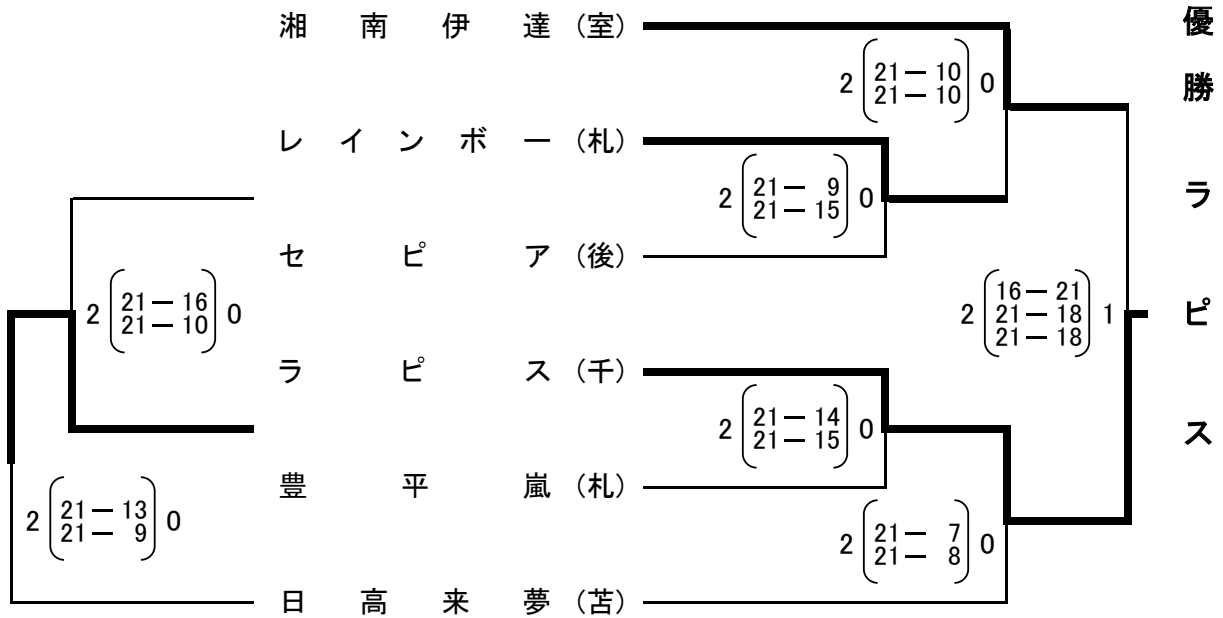 湘南伊達（室）
2 21 ― 10 0
21 ― 10
レインボー（札）
2 21 ― 9 0
21 ― 15
セピア（後）
2 21 ― 16 0
21 ― 10
2 16 ― 21 1
21 ― 18
21 ― 18
ラピス（千）
2 21 ― 14 0
21 ― 15
豊平嵐（札）
2 21 ― 13 0
21 ― 9
2 21 ― 7 0
21 ― 8
日高来夢（苫）
優勝ラピス